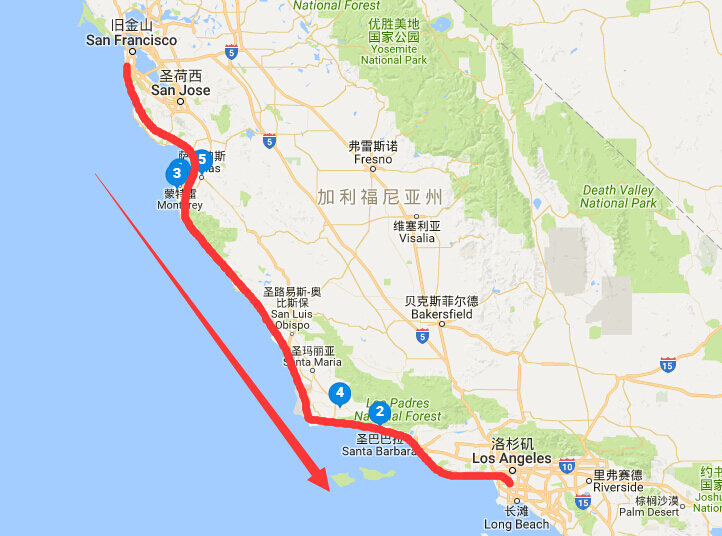 National Forest
旧金山
San Francisco
优胜美地
国家公园
Yosemite
National Park
5
圣荷西
San Jose
5
弗雷斯诺
Fresno
5
3
蒙特雷
Monterey
加利福尼亚州
Death Valley
National Park
维塞利亚
Visalia
圣路易斯-奥
比斯保
San Luis
Obispo
贝克斯菲尔德
Bakersfield
5
圣玛丽亚
Santa Maria
15
4
2
Los Padres
National Forest
圣巴巴拉
Santa Barbara
洛杉矶
Los Angeles
10
里弗赛德
Riverside
15
长滩
Long Beach
棕榈沙漠
Palm Desert
约书
国家
Joshu
Nation